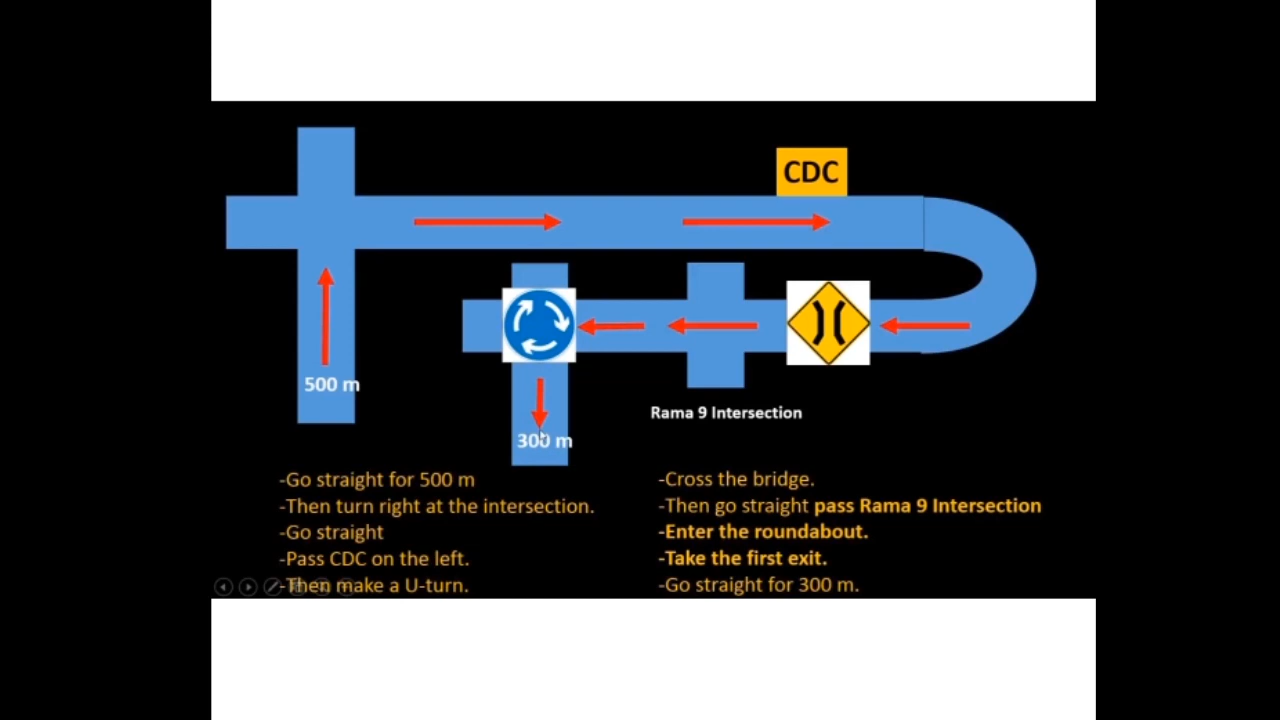 CDC
500 m
300 m
Rama 9 Intersection
-Go straight for 500 m
-Then turn right at the intersection.
-Go straight
-Pass CDC on the left.
-Then make a U-turn.
-Cross the bridge.
-Then go straight pass Rama 9 Intersection
-Enter the roundabout.
-Take the first exit.
-Go straight for 300 m.